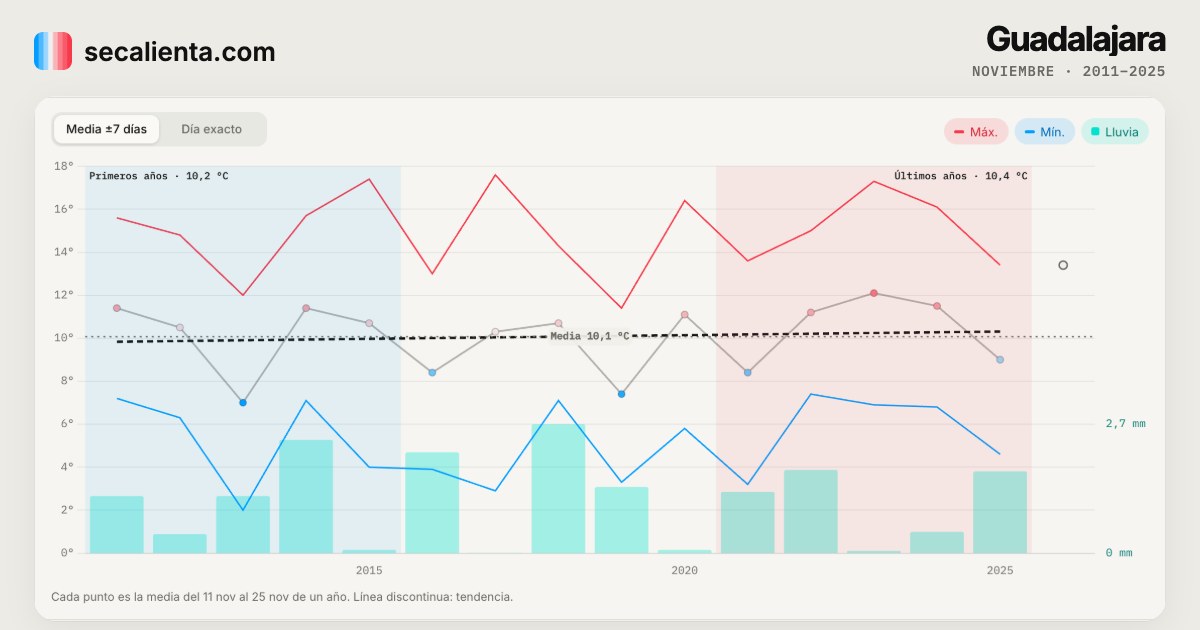 secalienta.com
Guadalajara
NOVIEMBRE · 2011–2025
Media ±7 días
Día exacto
Máx.
Mín.
Lluvia
18°
Primeros años · 10,2 °C
Últimos años · 10,4 °C
16°
14°
12°
10°
Media 10,1 °C
8°
6°
2,7 mm
4°
2°
0°
0 mm
2015
2020
2025
Cada punto es la media del 11 nov al 25 nov de un año. Línea discontinua: tendencia.